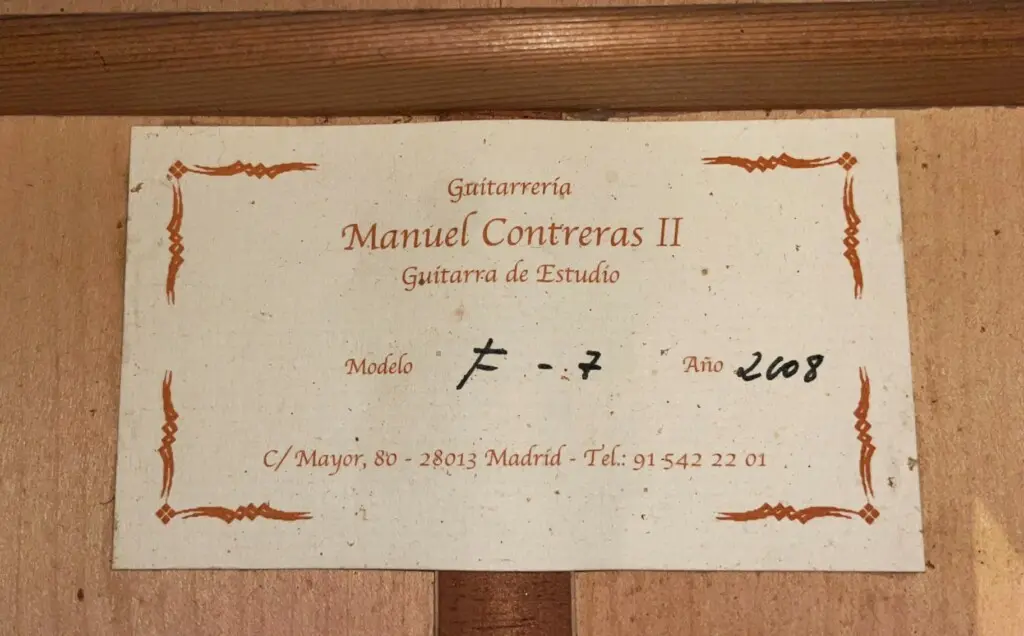 Guitarrería
Manuel Contreras II
Guitarra de Estudio
Modelo F - 7 Año 2008
C/ Mayor, 80 - 28013 Madrid - Tel.: 91 542 22 01